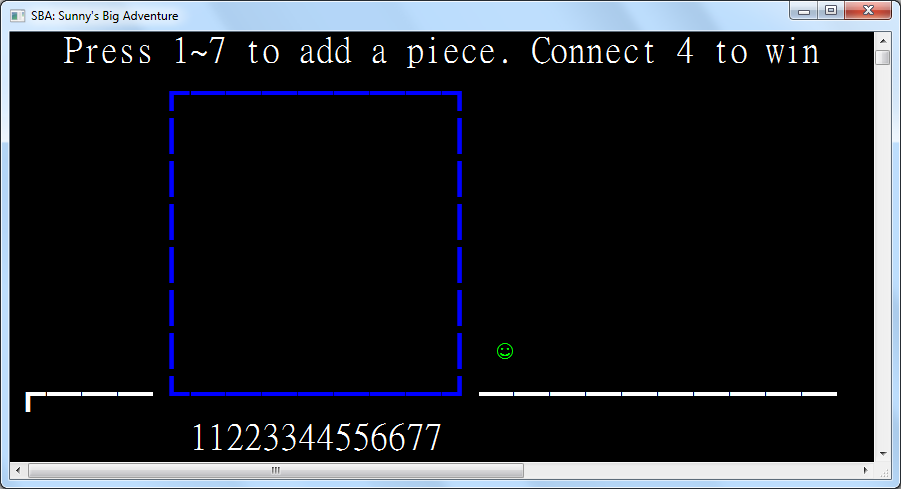 SBA: Sunny's Big Adventure
Press 1~7 to add a piece. Connect 4 to win
11223344556677